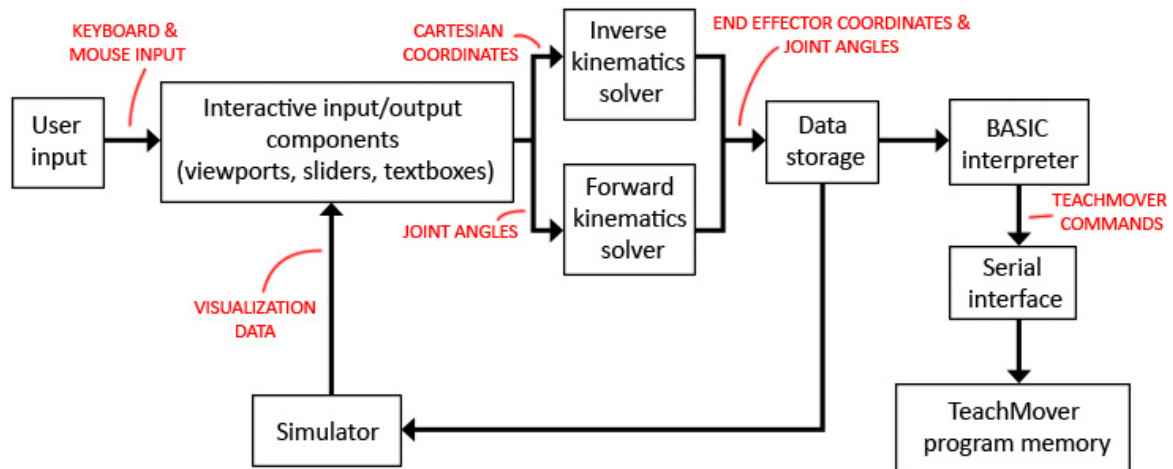 KEYBOARD &
MOUSE INPUT
CARTESIAN
COORDINATES
END EFFECTOR COORDINATES &
JOINT ANGLES
User
input
Interactive input/output
components
(viewports, sliders, textboxes)
Inverse
kinematics
solver
Forward
kinematics
solver
JOINT ANGLES
Data
storage
BASIC
interpreter
TEACHMOVER
COMMANDS
Serial
interface
TeachMover
program memory
VISUALIZATION
DATA
Simulator